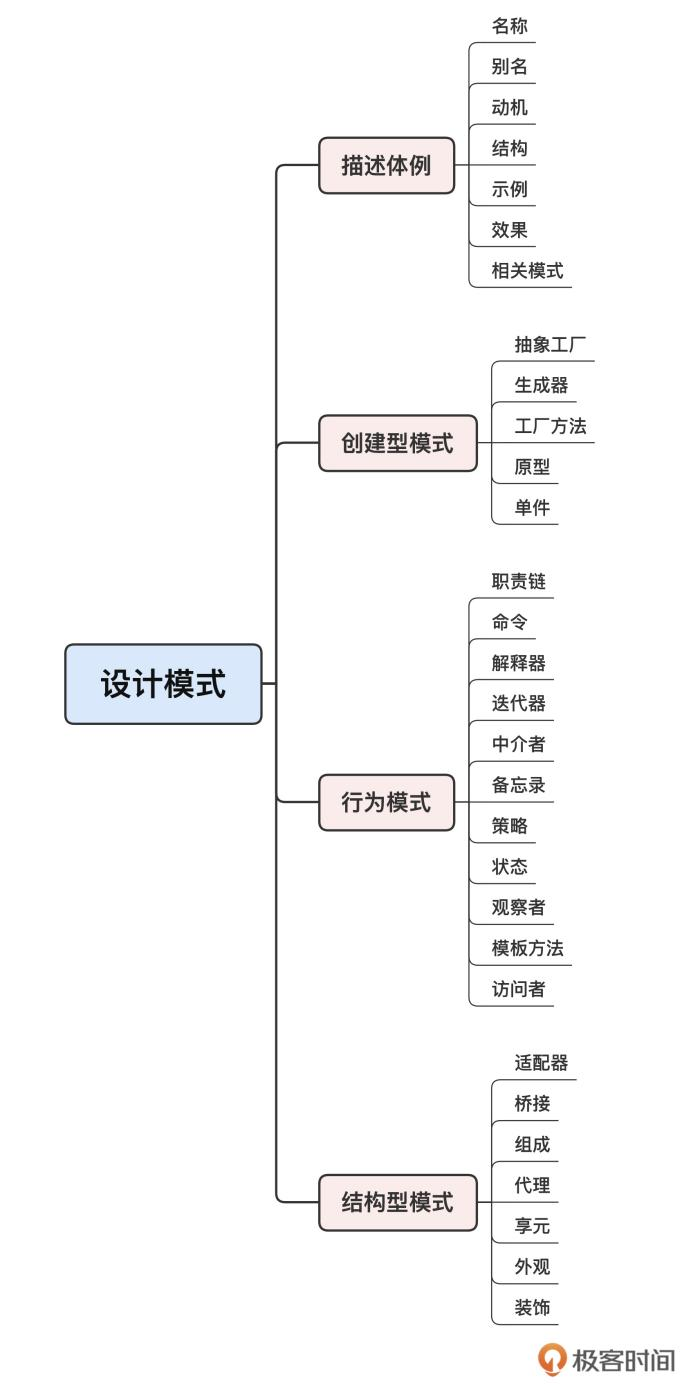 设计模式
描述体例
名称
别名
动机
结构
示例
效果
相关模式
创建型模式
抽象工厂
生成器
工厂方法
原型
单件
行为模式
职责链
命令
解释器
迭代器
中介者
备忘录
策略
状态
观察者
模板方法
访问者
结构型模式
适配器
桥接
组成
代理
享元
外观
装饰
极客时间